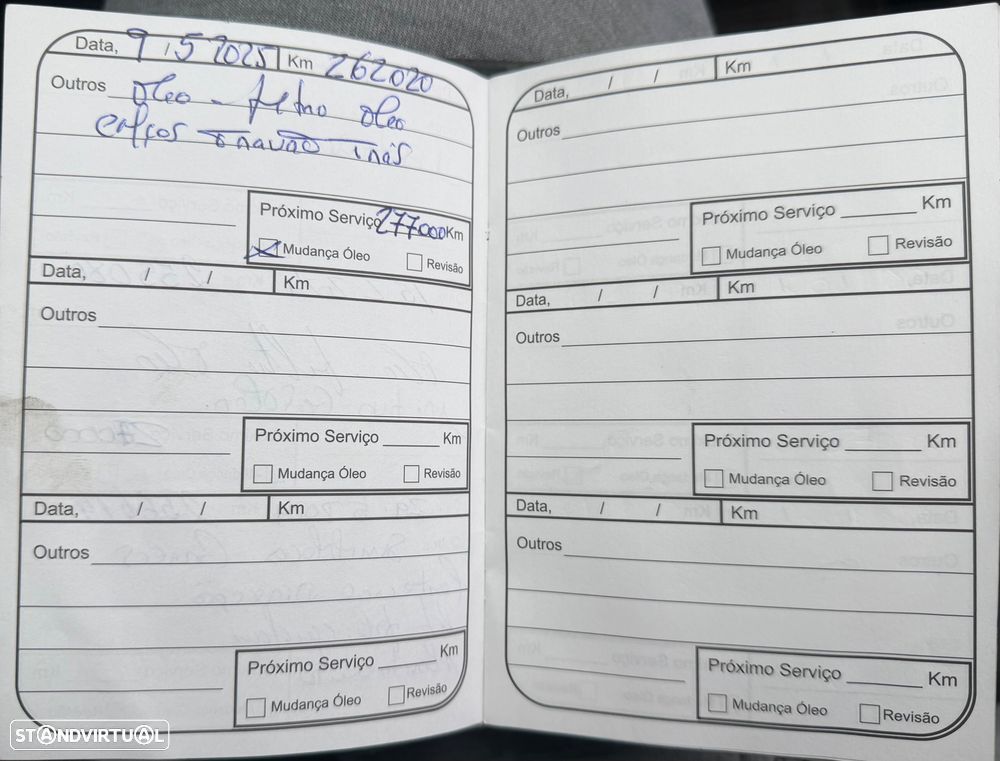 Data, 9 / 5 2025 Km 262020
Outros Óleo - filtro óleo
calços travão trás
Próximo Serviço 277000 Km
Mudança Óleo Revisão
Data, / / Km
Outros
Próximo Serviço Km
Mudança Óleo Revisão
Data, / / Km
Outros
Próximo Serviço Km
Mudança Óleo Revisão
Data, / / Km
Outros
Próximo Serviço Km
Mudança Óleo Revisão
Data, / / Km
Outros
Próximo Serviço Km
Mudança Óleo Revisão
Data, / / Km
Outros
Próximo Serviço Km
Mudança Óleo Revisão
STANDVIRTUAL